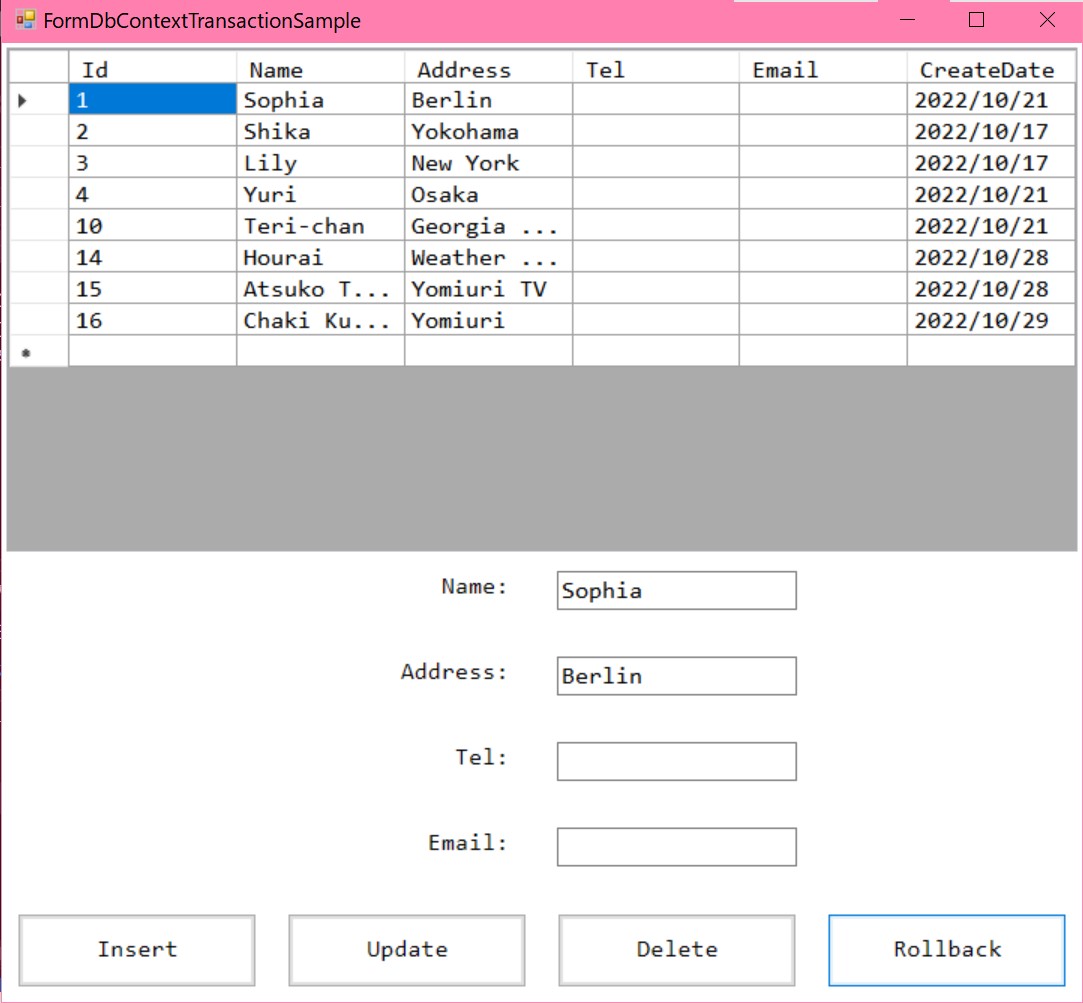 FormDbContextTransactionSample
Id Name Address Tel Email CreateDate
1 Sophia Berlin 2022/10/21
2 Shika Yokohama 2022/10/17
3 Lily New York 2022/10/17
4 Yuri Osaka 2022/10/21
10 Teri-chan Georgia ... 2022/10/21
14 Hourai Weather ... 2022/10/28
15 Atsuko T... Yomiuri TV 2022/10/28
16 Chaki Ku... Yomiuri 2022/10/29
Name: Sophia
Address: Berlin
Tel:
Email:
Insert Update Delete Rollback